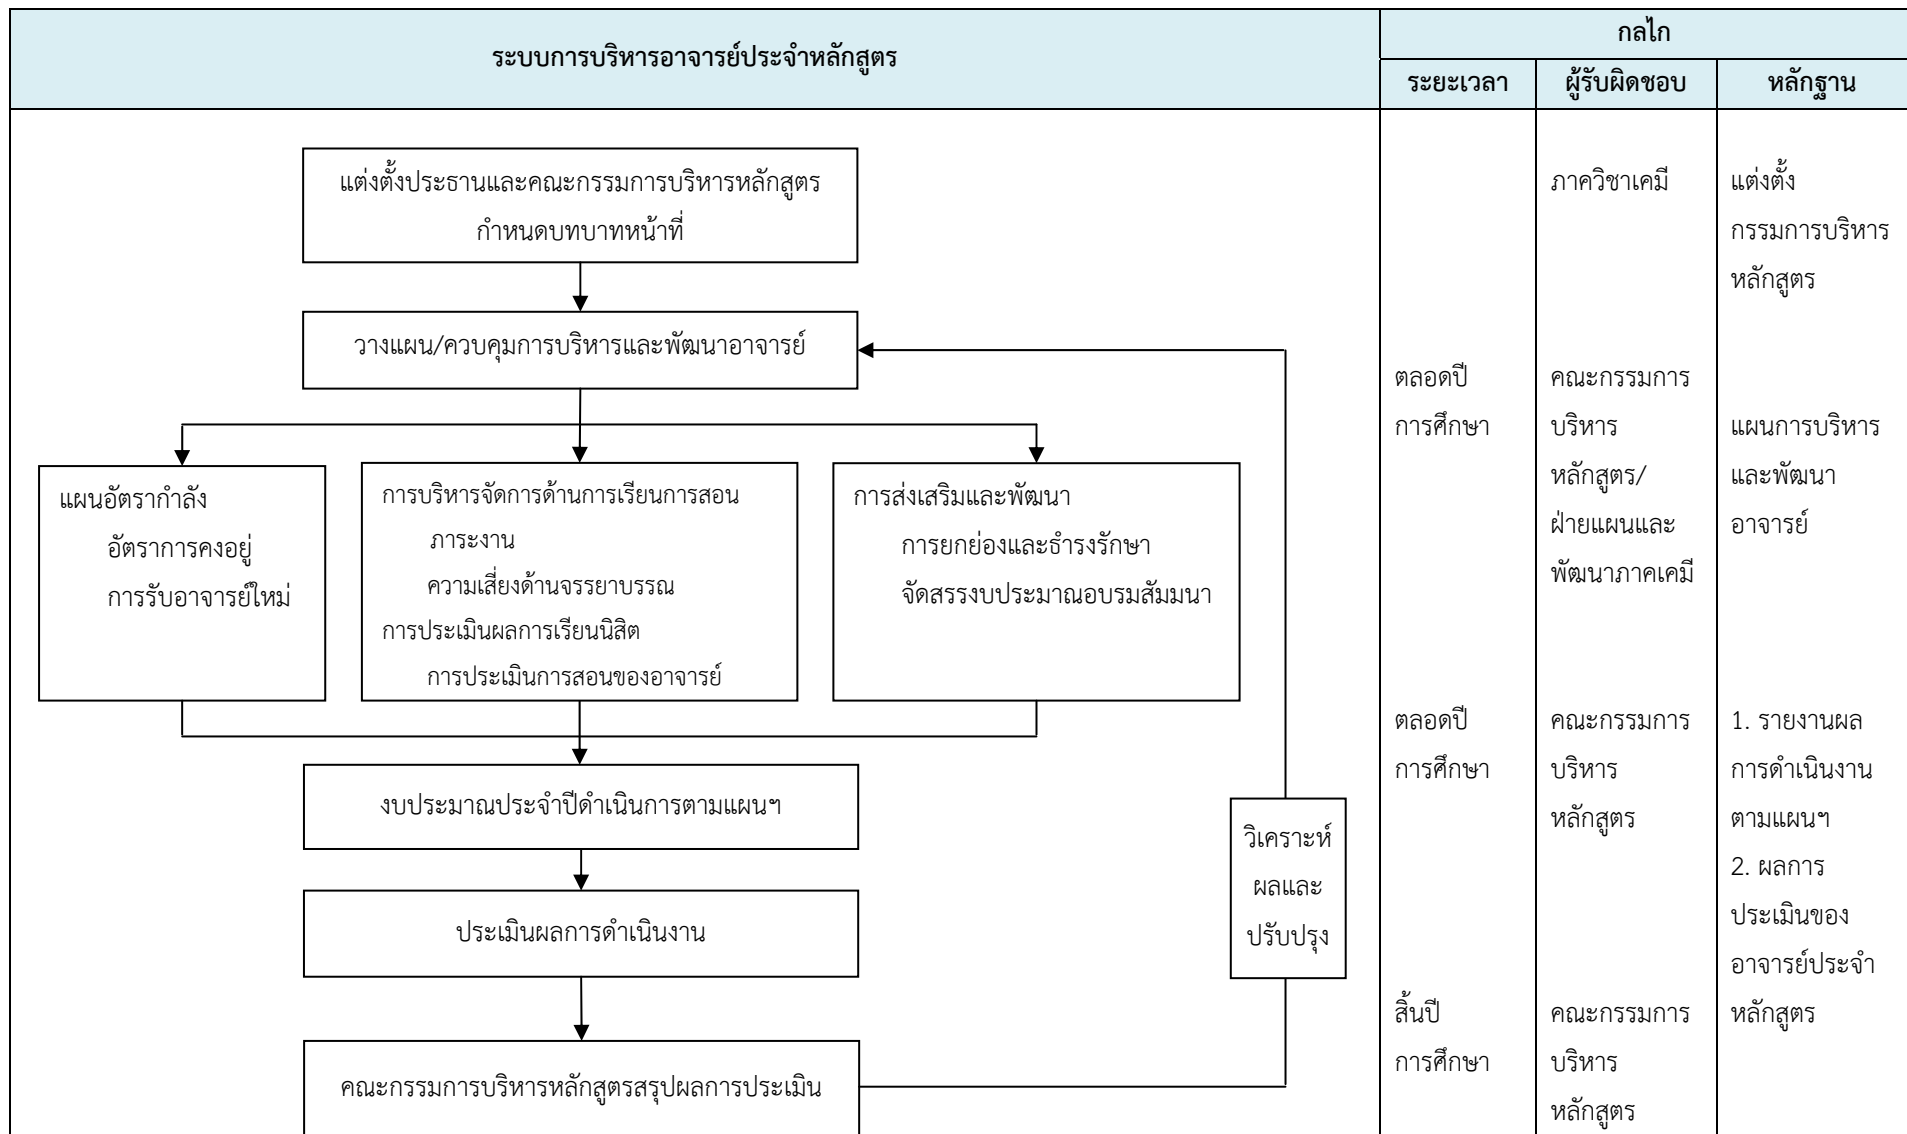 ระบบการบริหารอาจารย์ประจำหลักสูตร
กลไก
ระยะเวลา
ผู้รับผิดชอบ
หลักฐาน
แต่งตั้งประธานและคณะกรรมการบริหารหลักสูตร
กำหนดบทบาทหน้าที่
วางแผน/ควบคุมการบริหารและพัฒนาอาจารย์
แผนอัตรากำลัง
อัตราการคงอยู่
การรับอาจารย์ใหม่
การบริหารจัดการด้านการเรียนการสอน
ภาระงาน
ความเสี่ยงด้านจรรยาบรรณ
การประเมินผลการเรียนนิสิต
การประเมินการสอนของอาจารย์
การส่งเสริมและพัฒนา
การยกย่องและธำรงรักษา
จัดสรรงบประมาณอบรมสัมมนา
งบประมาณประจำปีดำเนินการตามแผนฯ
ประเมินผลการดำเนินงาน
คณะกรรมการบริหารหลักสูตรสรุปผลการประเมิน
วิเคราะห์
ผลและ
ปรับปรุง
ตลอดปี
การศึกษา
ตลอดปี
การศึกษา
สิ้นปี
การศึกษา
ภาควิชาเคมี
คณะกรรมการ
บริหาร
หลักสูตร/
ฝ่ายแผนและ
พัฒนาภาคเคมี
คณะกรรมการ
บริหาร
หลักสูตร
คณะกรรมการ
บริหาร
หลักสูตร
แต่งตั้ง
กรรมการบริหาร
หลักสูตร
แผนการบริหาร
และพัฒนา
อาจารย์
1. รายงานผล
การดำเนินงาน
ตามแผนฯ
2. ผลการ
ประเมินของ
อาจารย์ประจำ
หลักสูตร